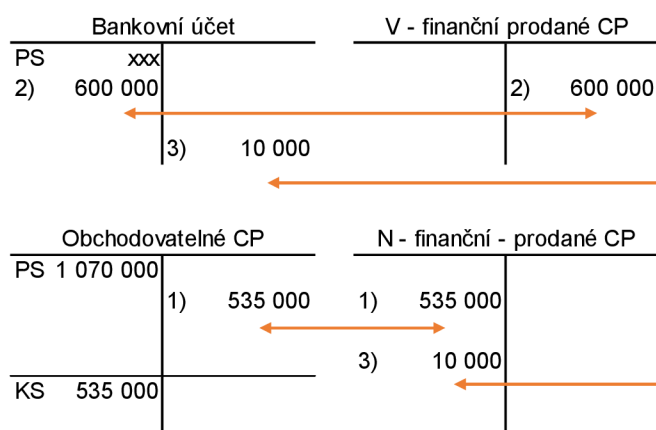 Bankovní účet
PS xxx
2) 600 000
3) 10 000
V - finanční prodané CP
2) 600 000
Obchodovatelné CP
PS 1 070 000
1) 535 000
KS 535 000
N - finanční - prodané CP
1) 535 000
3) 10 000